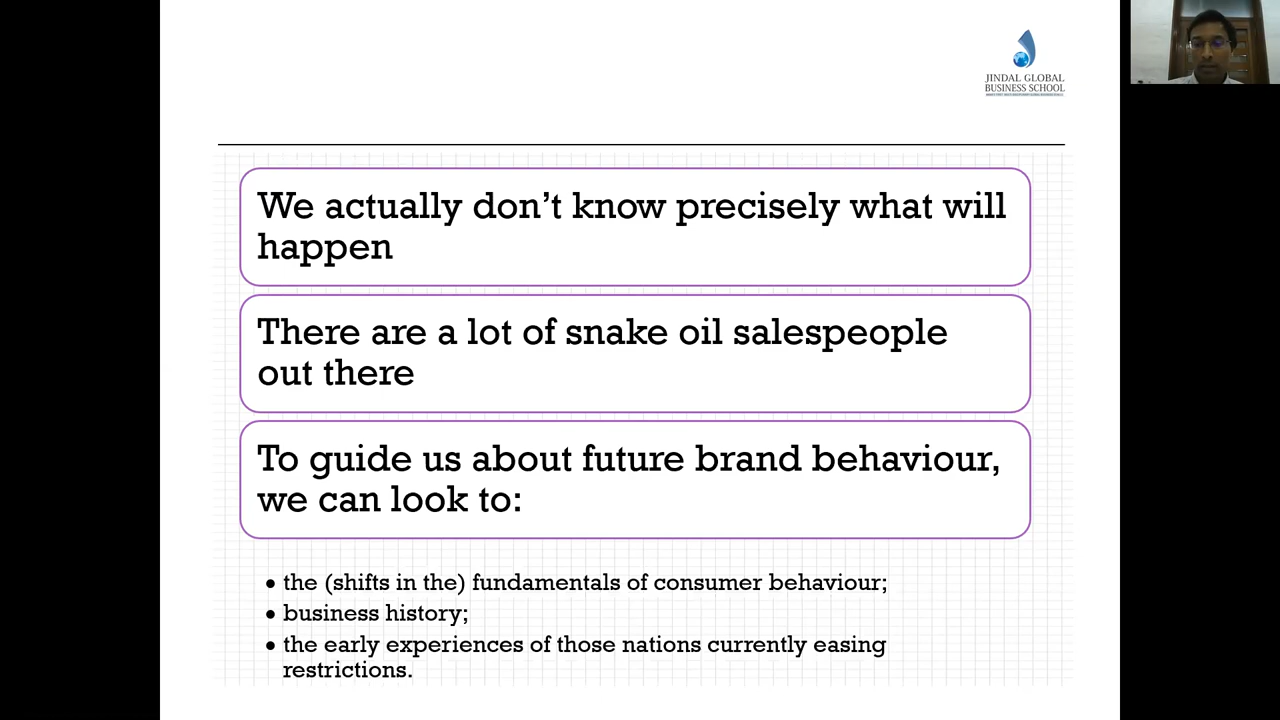 JINDAL GLOBAL
BUSINESS SCHOOL
We actually don’t know precisely what will
happen
There are a lot of snake oil salespeople
out there
To guide us about future brand behaviour,
we can look to:
• the (shifts in the) fundamentals of consumer behaviour;
• business history;
• the early experiences of those nations currently easing
restrictions.